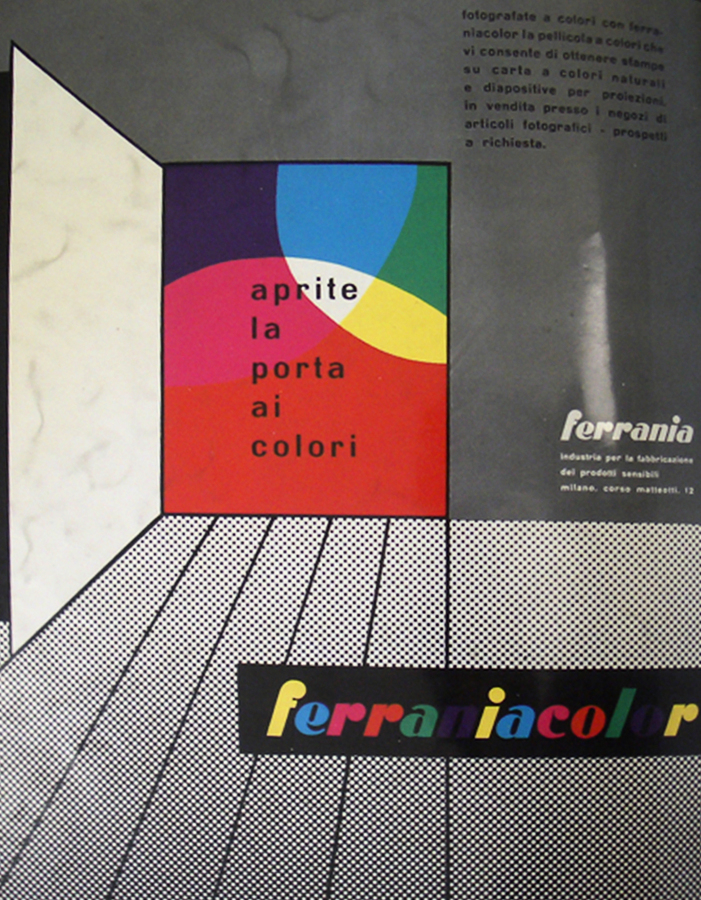 fotografate a colori con ferra-
niacolor la pellicola a colori che
vi consente di ottenere stampe
su carta a colori naturali
e diapositive per proiezioni.
in vendita presso i negozi di
articoli fotografici - prospetti
a richiesta.
aprite
la
porta
ai
colori
ferrania
industria per la fabbricazione
dei prodotti sensibili
milano. corso matteotti. 12
ferraniacolor